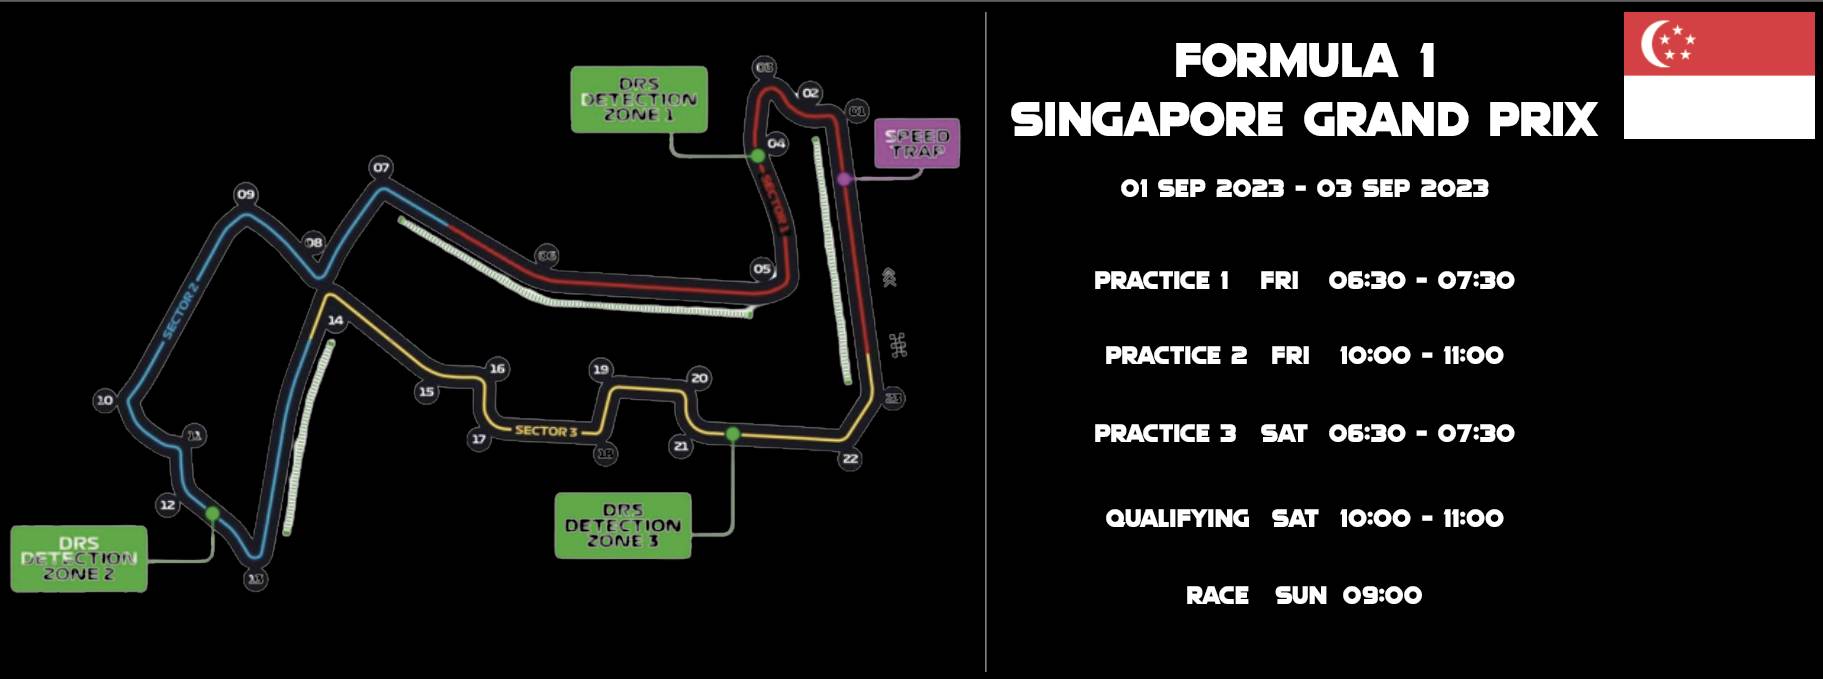 DRS
DETECTION
ZONE 1
03
02
01
SPEED
TRAP
04
SECTOR 1
05
06
07
08
09
SECTOR 2
10
11
12
DRS
DETECTION
ZONE 2
13
14
15
16
17
SECTOR 3
18
19
20
21
DRS
DETECTION
ZONE 3
22
23
FORMULA 1
SINGAPORE GRAND PRIX
01 SEP 2023 - 03 SEP 2023
PRACTICE 1 FRI 06:30 - 07:30
PRACTICE 2 FRI 10:00 - 11:00
PRACTICE 3 SAT 06:30 - 07:30
QUALIFYING SAT 10:00 - 11:00
RACE SUN 09:00